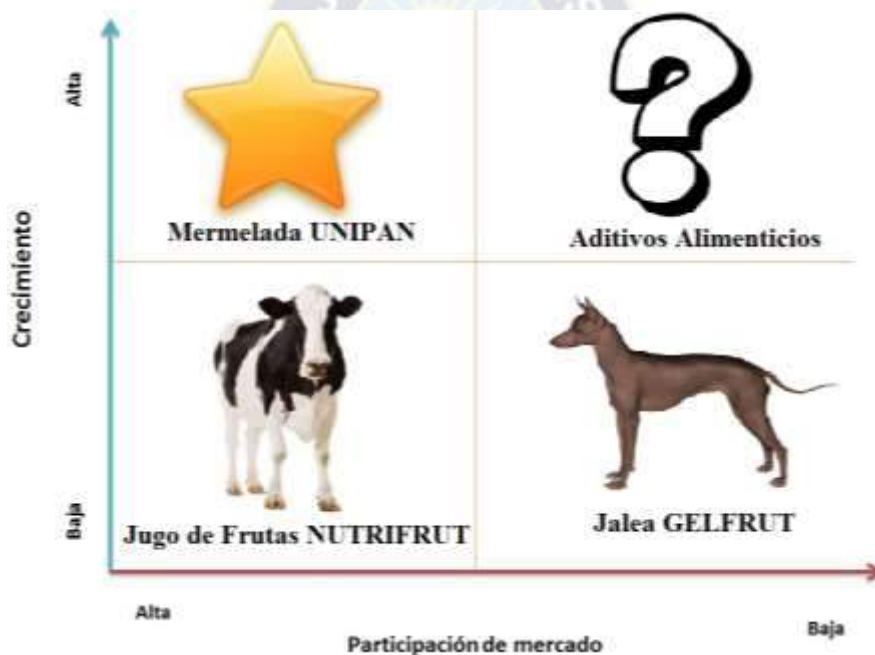 Alta
Mermelada UNIPAN
Aditivos Alimenticios
Crecimiento
Baja
Jugo de Frutas NUTRIFRUT
Jalea GELFRUT
Alta
Baja
Participación de mercado